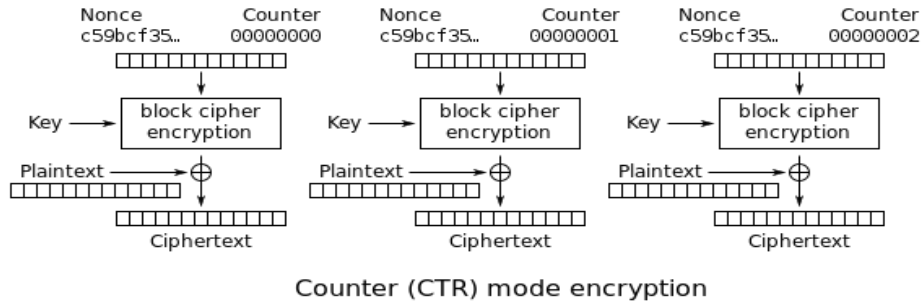 Nonce Counter Nonce Counter Nonce Counter
c59bcf35… 00000000 c59bcf35… 00000001 c59bcf35… 00000002
block cipher encryption block cipher encryption block cipher encryption
Key Key Key
Plaintext Plaintext Plaintext
Ciphertext Ciphertext Ciphertext
Counter (CTR) mode encryption